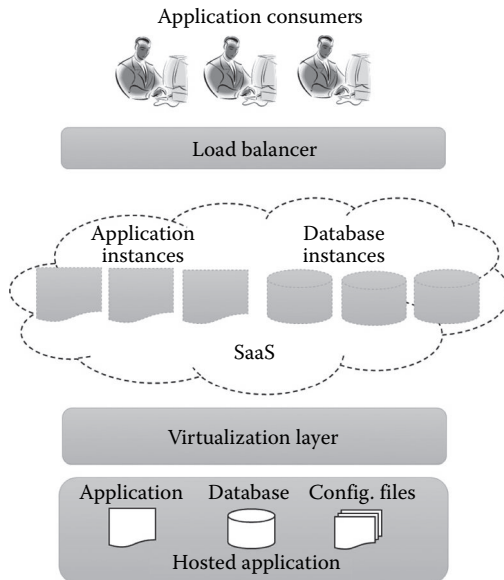 Application consumers
Load balancer
Application
instances
Database
instances
SaaS
Virtualization layer
Application
Database
Config. files
Hosted application